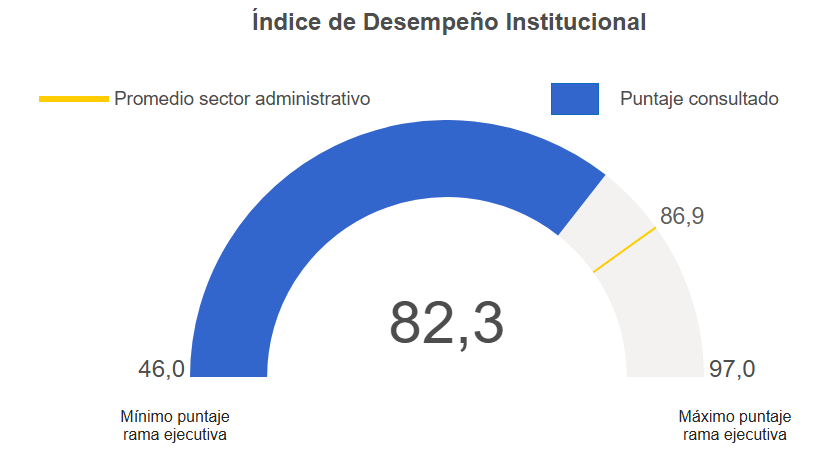 Índice de Desempeño Institucional
Promedio sector administrativo
Puntaje consultado
86,9
82,3
46,0
97,0
Mínimo puntaje
rama ejecutiva
Máximo puntaje
rama ejecutiva